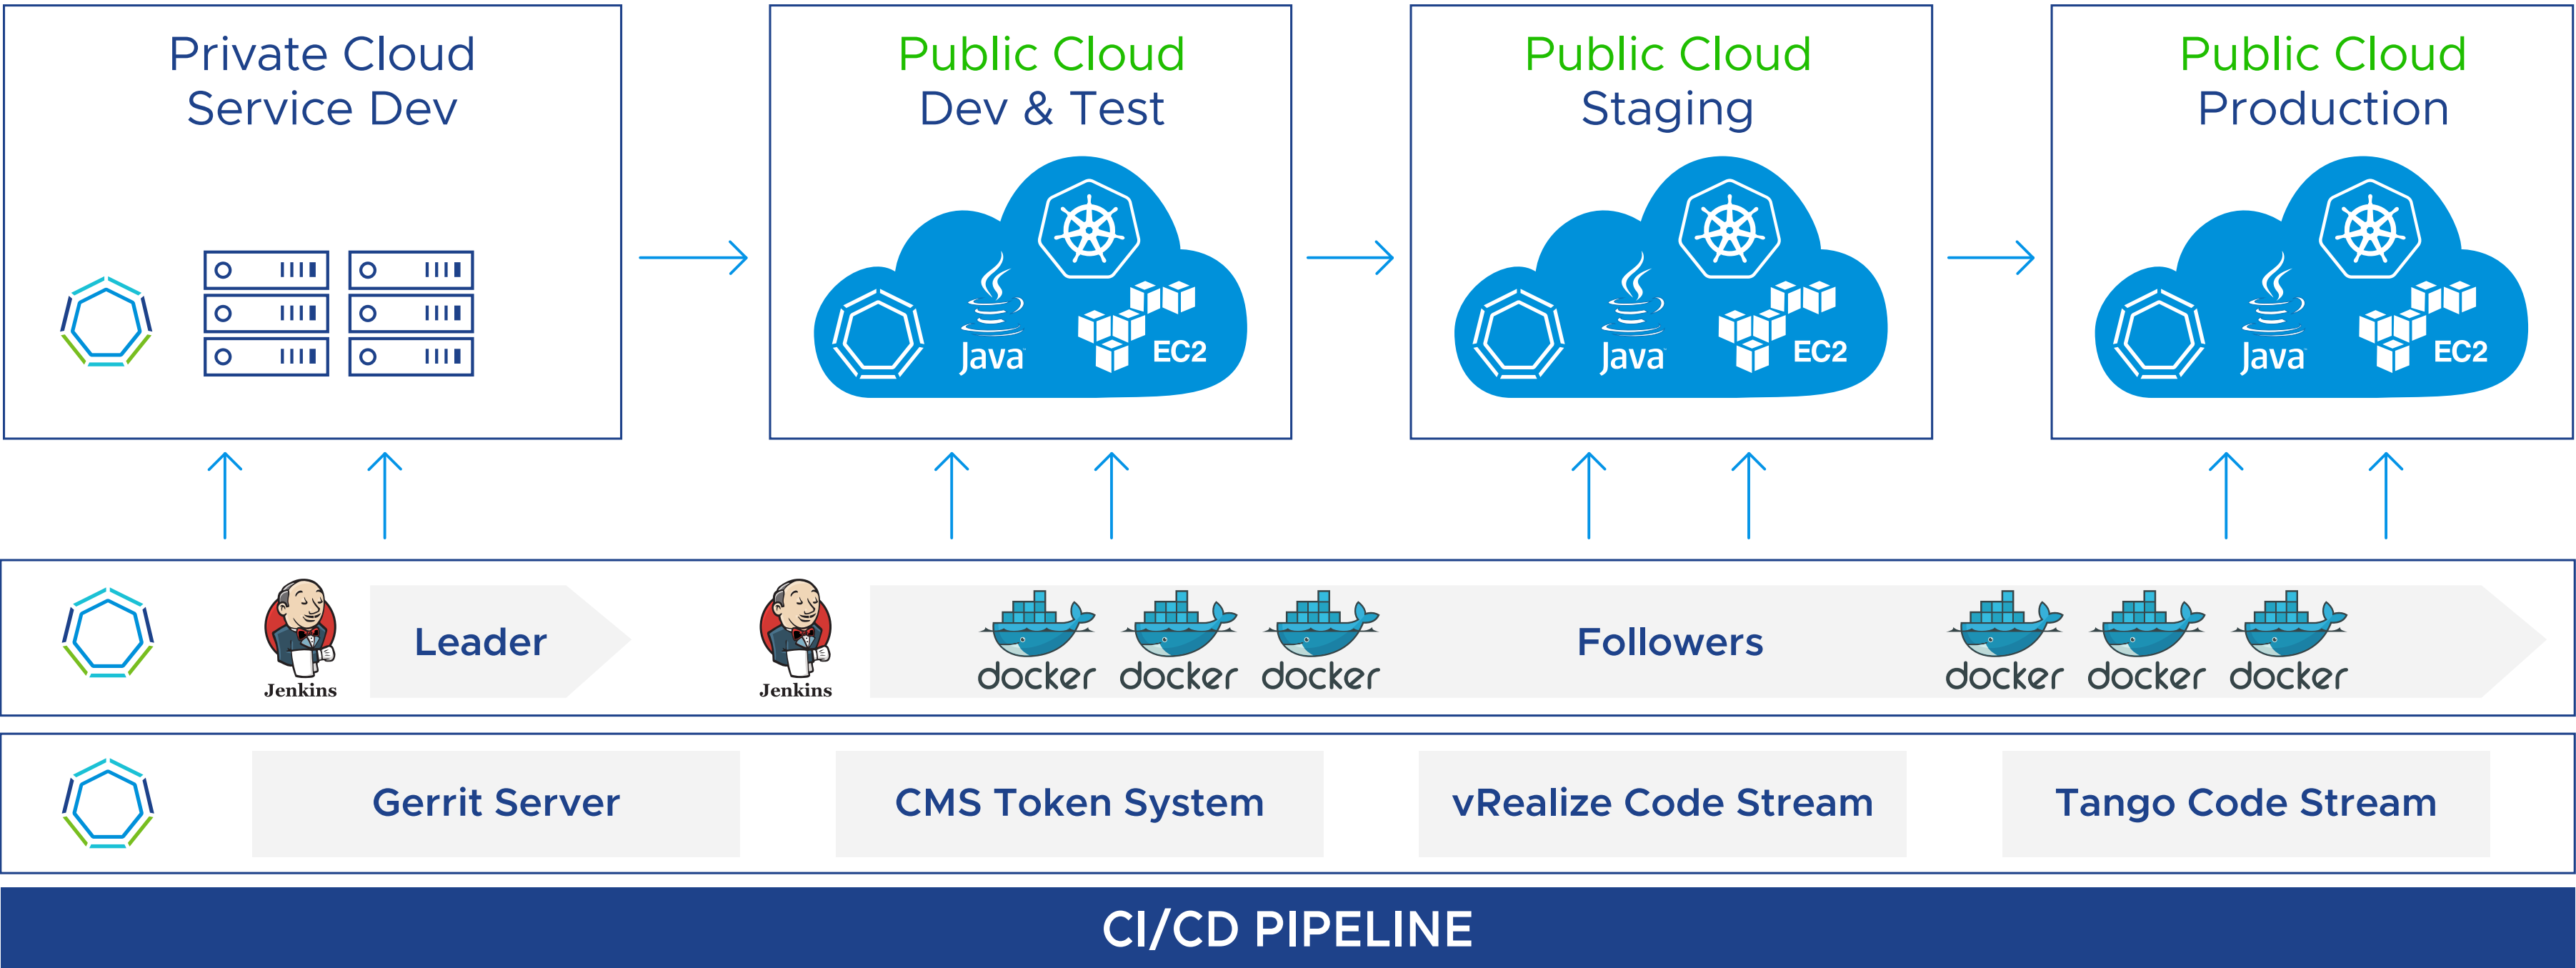 Private Cloud
Service Dev
Public Cloud
Dev & Test
Public Cloud
Staging
Public Cloud
Production
Java
EC2
Java
EC2
Java
EC2
Jenkins
Leader
Jenkins
docker
docker
docker
Followers
docker
docker
docker
Gerrit Server
CMS Token System
vRealize Code Stream
Tango Code Stream
CI/CD PIPELINE